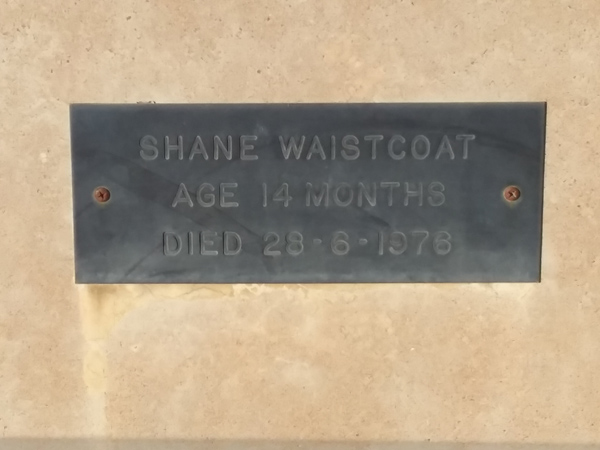 SHANE WAISTCOAT
AGE 14 MONTHS
DIED 28-6-1976